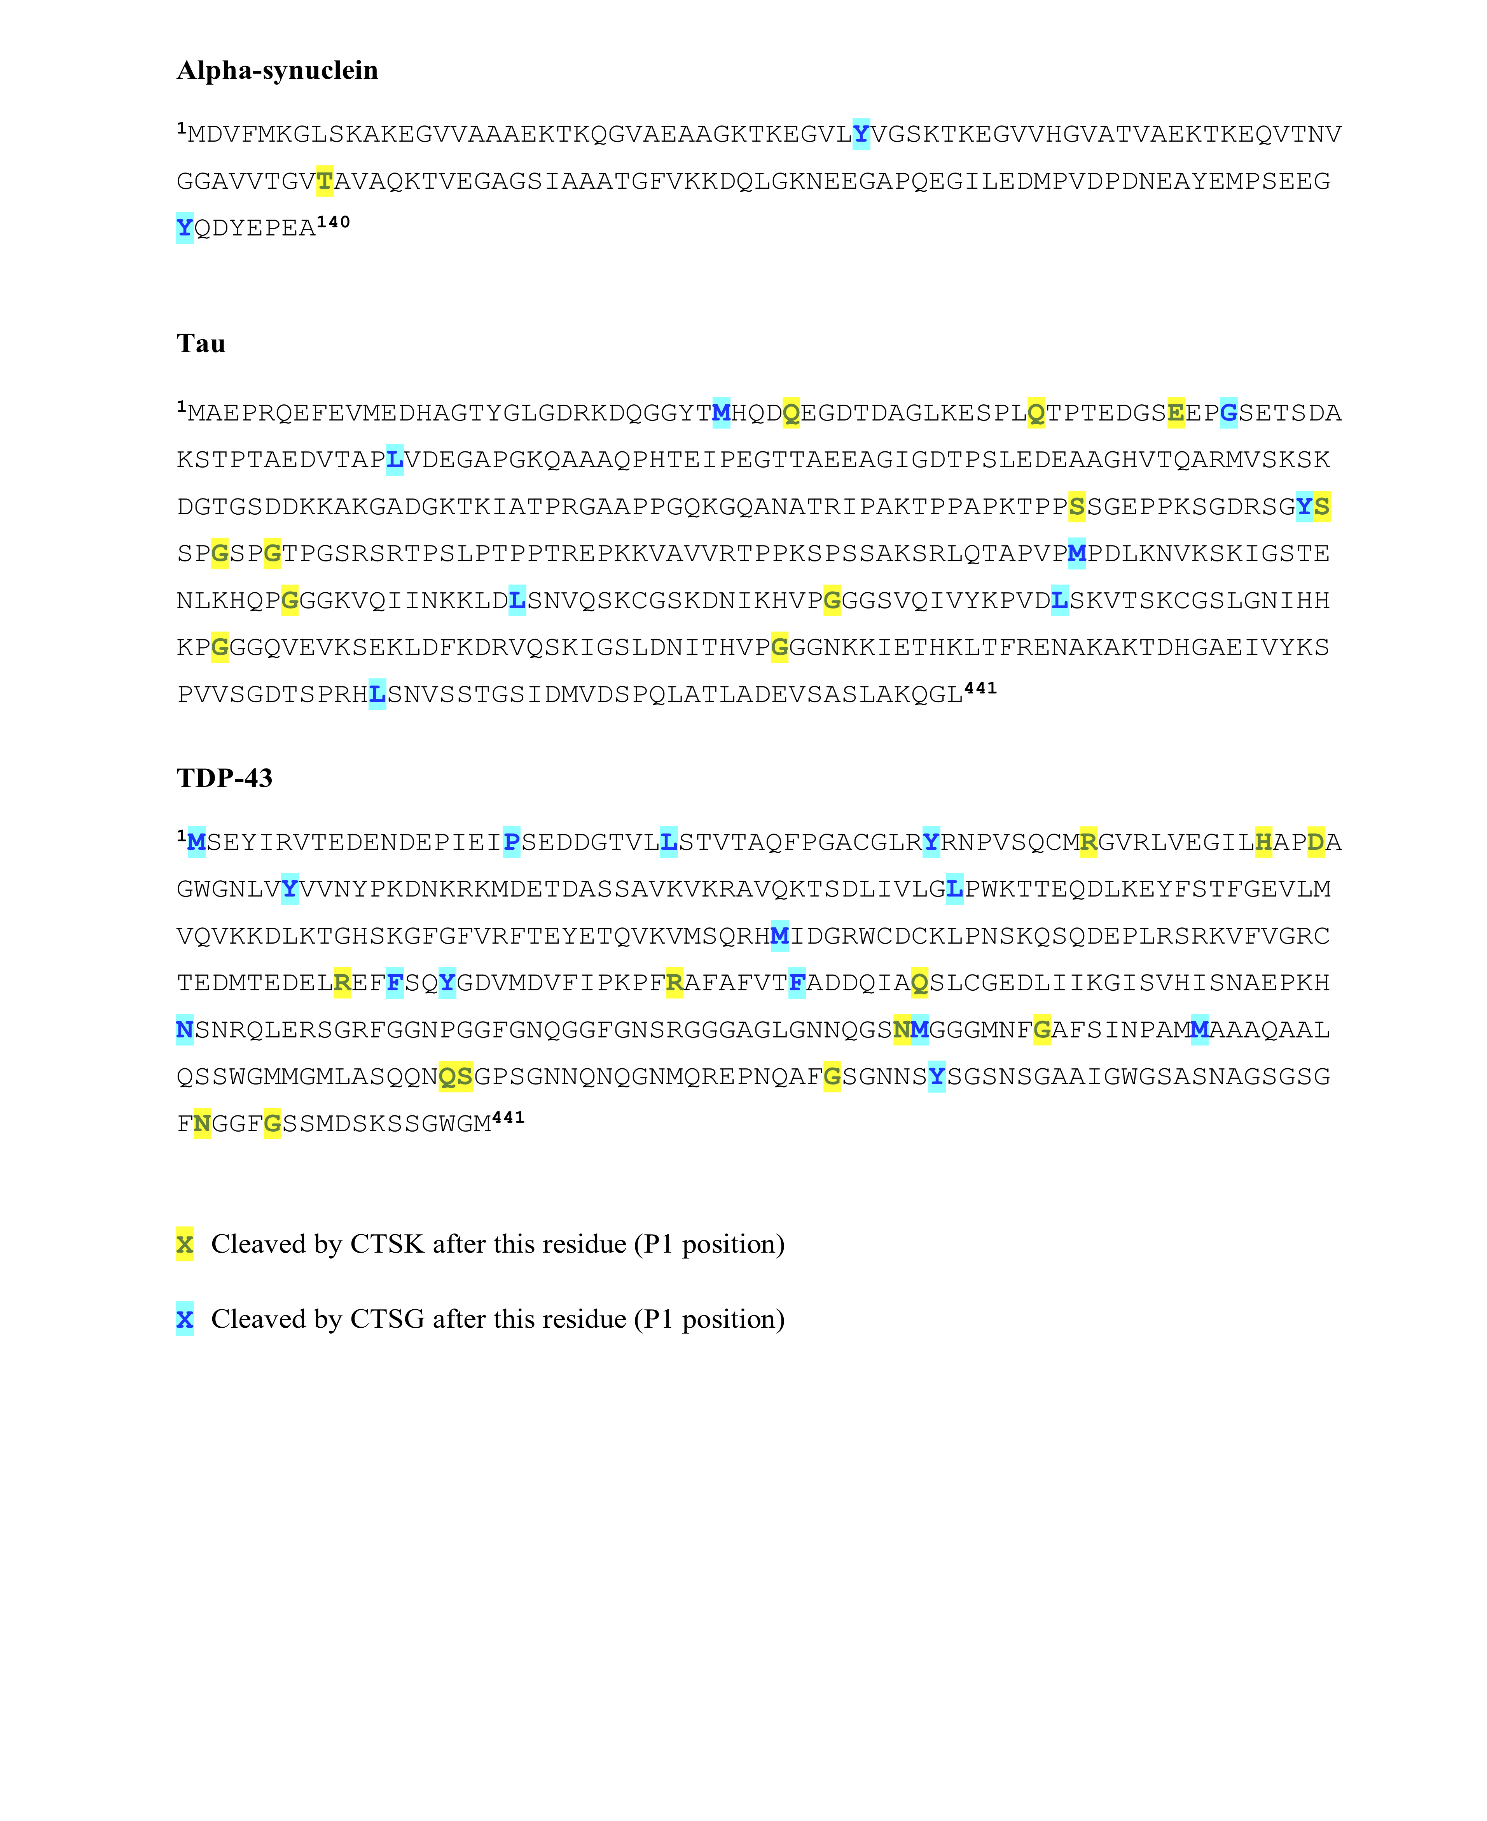 Alpha-synuclein
1MDVFMKGLSKAKEGVVAAAEKTKQGVAEAAGKTKEGVLYVGSKTKEGVVHGVATVAEKTKEQVTNV
GGAVVTGVTAVAQKTVEGAGSIAAATGFVKKDQLGKNEEGAPQEGILEDMPVDPDNEAYEMPSEEG
YQDYEPEA140
Tau
1MAEPRQEFEVMEDHAGTYGLGDRKDQGGYTMHQDQEGDTDAGLKESPLQTPTEDGSEEPGSETSDA
KSTPTAEDVTAPLVDEGAPGKQAAAQPHTEIPEGTTAEEAGIGDTPSLEDEAAGHVTQARMVSKSK
DGTGSDDKKAKGADGKTKIATPRGAAPPGQKGQANATRIPAKTPPAPKTPPSSGEPPKSGDRSGYS
SPGSPGTPGSRSRTPSLPTPPTREPKKVAVVRTPPKSPSSAKSRLQTAPVPMPDLKNVKSKIGSTE
NLKHQPGGGKVQIINKKLDLSNVQSKCGSKDNIKHVPGGGSVQIVYKPVDLSKVTSKCGSLGNIHH
KPGGGQVEVKSEKLDFKDRVQSKIGSLDNITHVPGGGNKKIETHKLTFRENAKAKTDHGAEIVYKS
PVVSGDTSPRHLSNVSSTGSIDMVDSPQLATLADEVSASLAKQGL441
TDP-43
1MSEYIRVTEDENDEPIEIPSEDDGTVLLSTVTAQFPGACGLRYRNPVSQCMRGVRLVEGILHAPDA
GWGNLVYVVNYPKDNKRKMDETDASSAVKVKRAVQKTSDLIVLGLPWKTTEQDLKEYFSTFGEVLM
VQVKKDLKTGHSKGFGFVRFTEYETQVKVMSQRHMIDGRWCDCKLPNSKQSQDEPLRSRKVFVGRC
TEDMTEDELREFFSQYGDVMDVFIPKPFRAFAFVTFADDQIAQSLCGEDLIIKGISVHISNAEPKH
NSNRQLERSGRFGGNPGGFGNQGGFGNSRGGGAGLGNNQGSNMGGGMNFGAFSINPAMMAAAQAAL
QSSWGMMGMLASQQNQSGPSGNNQNQGNMQREPNQAFGSGNNSYSGSNSGAAIGWGSASNAGSGSG
FNGGFGSSMDSKSSGWGM441
X Cleaved by CTSK after this residue (P1 position)
X Cleaved by CTSG after this residue (P1 position)